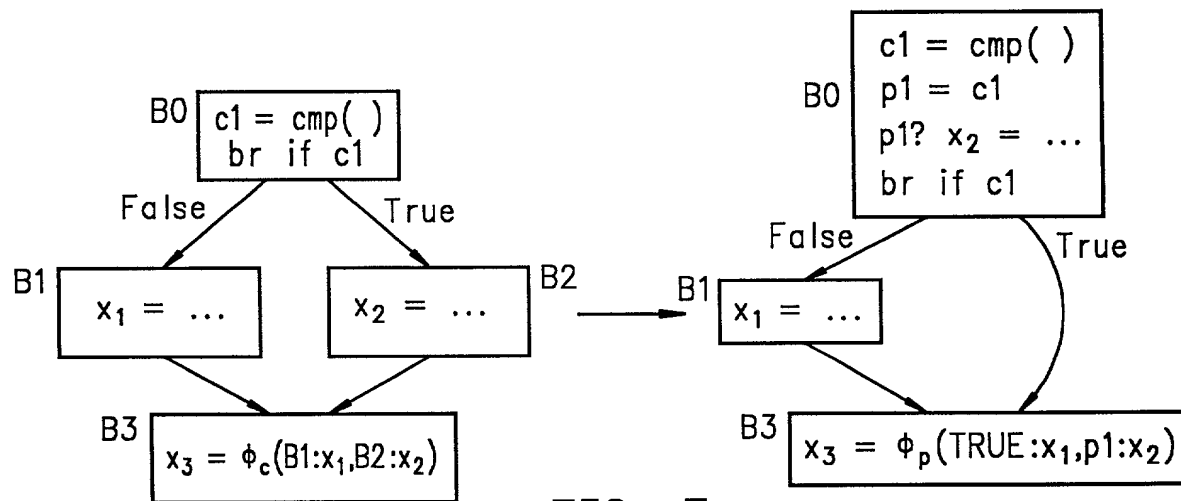 B0
c1 = cmp( )
br if c1
False
True
B1
x₁ = ...
x₂ = ...
B2
B3
x₃ = ϕc(B1:x₁,B2:x₂)
B0
c1 = cmp( )
p1 = c1
p1? x₂ = ...
br if c1
False
True
B1
x₁ = ...
B3
x₃ = ϕp(TRUE:x₁,p1:x₂)